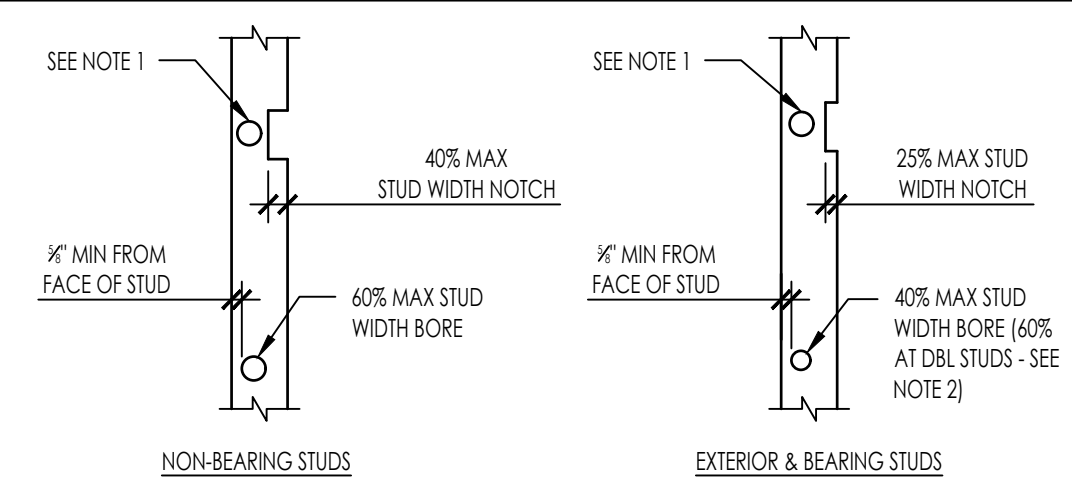 SEE NOTE 1
40% MAX
STUD WIDTH NOTCH
⅝" MIN FROM
FACE OF STUD
60% MAX STUD
WIDTH BORE
NON-BEARING STUDS
SEE NOTE 1
25% MAX STUD
WIDTH NOTCH
⅝" MIN FROM
FACE OF STUD
40% MAX STUD
WIDTH BORE (60%
AT DBL STUDS - SEE
NOTE 2)
EXTERIOR & BEARING STUDS